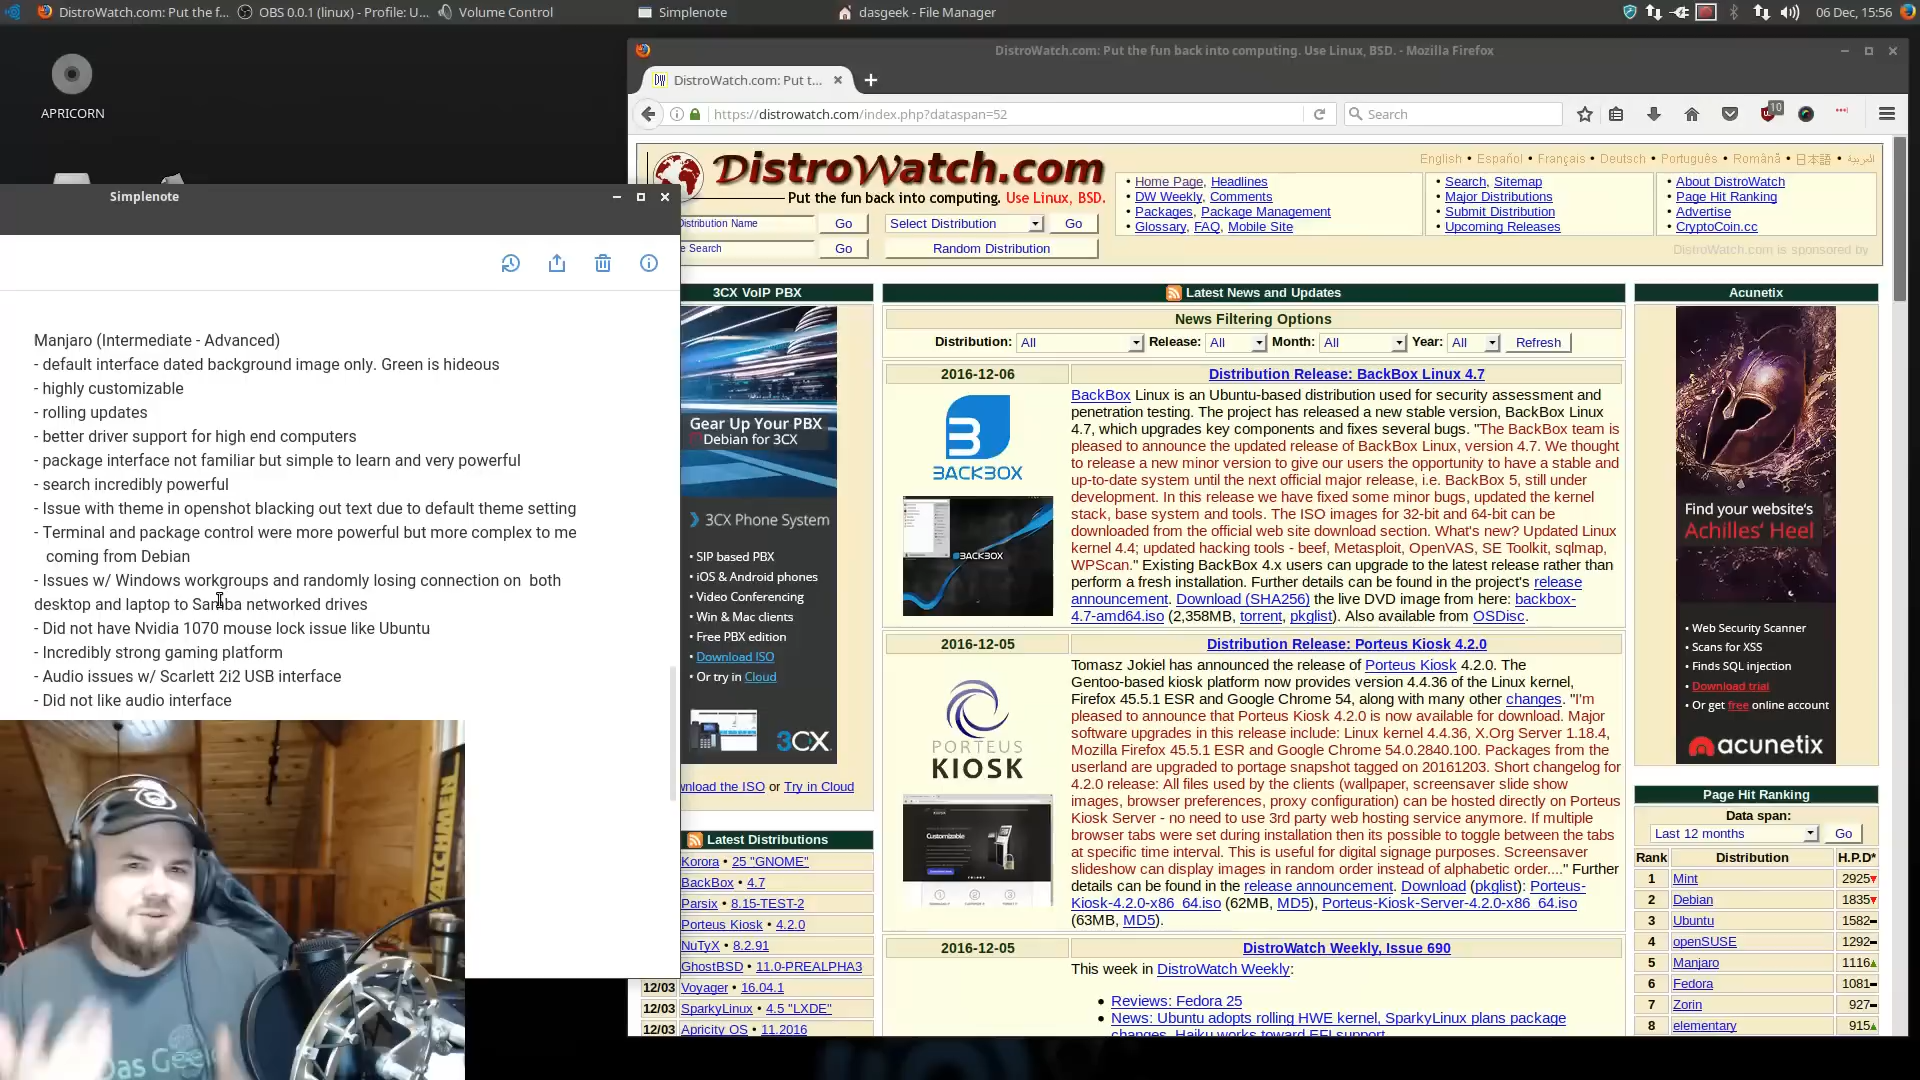 DistroWatch.com: Put the f...
OBS 0.0.1 (linux) - Profile: U...
Volume Control
Simplenote
dasgeek - File Manager
06 Dec, 15:56
APRICORN
DistroWatch.com: Put the fun back into computing. Use Linux, BSD. - Mozilla Firefox
DistroWatch.com: Put t...
https://distrowatch.com/index.php?dataspan=52
Search
10
Simplenote
Manjaro (Intermediate - Advanced)
- default interface dated background image only. Green is hideous
- highly customizable
- rolling updates
- better driver support for high end computers
- package interface not familiar but simple to learn and very powerful
- search incredibly powerful
- Issue with theme in openshot blacking out text due to default theme setting
- Terminal and package control were more powerful but more complex to me
coming from Debian
- Issues w/ Windows workgroups and randomly losing connection on  both
desktop and laptop to Samba networked drives
- Did not have Nvidia 1070 mouse lock issue like Ubuntu
- Incredibly strong gaming platform
- Audio issues w/ Scarlett 2i2 USB interface
- Did not like audio interface
DistroWatch.com
Put the fun back into computing. Use Linux, BSD.
English • Español • Français • Deutsch • Português • Română • 日本語 • العربية
• Home Page, Headlines
• DW Weekly, Comments
• Packages, Package Management
• Glossary, FAQ, Mobile Site
• Search, Sitemap
• Major Distributions
• Submit Distribution
• Upcoming Releases
• About DistroWatch
• Page Hit Ranking
• Advertise
• CryptoCoin.cc
DistroWatch.com is sponsored by
Distribution Name
Go
Select Distribution
Go
Search
Go
Random Distribution
3CX VoIP PBX
Gear Up Your PBX
Debian for 3CX
3CX Phone System
• SIP based PBX
• iOS & Android phones
• Video Conferencing
• Win & Mac clients
• Free PBX edition
• Download ISO
• Or try in Cloud
3CX
wnload the ISO or Try in Cloud
Latest Distributions
Korora • 25 "GNOME"
BackBox • 4.7
Parsix • 8.15-TEST-2
Porteus Kiosk • 4.2.0
NuTyX • 8.2.91
GhostBSD • 11.0-PREALPHA3
12/03 Voyager • 16.04.1
12/03 SparkyLinux • 4.5 "LXDE"
12/03 Apricity OS • 11.2016
Latest News and Updates
News Filtering Options
Distribution: All Release: All Month: All Year: All Refresh
2016-12-06
Distribution Release: BackBox Linux 4.7
BACKBOX
BACKBOX
BackBox Linux is an Ubuntu-based distribution used for security assessment and
penetration testing. The project has released a new stable version, BackBox Linux
4.7, which upgrades key components and fixes several bugs. "The BackBox team is
pleased to announce the updated release of BackBox Linux, version 4.7. We thought
to release a new minor version to give our users the opportunity to have a stable and
up-to-date system until the next official major release, i.e. BackBox 5, still under
development. In this release we have fixed some minor bugs, updated the kernel
stack, base system and tools. The ISO images for 32-bit and 64-bit can be
downloaded from the official web site download section. What's new? Updated Linux
kernel 4.4; updated hacking tools - beef, Metasploit, OpenVAS, SE Toolkit, sqlmap,
WPScan." Existing BackBox 4.x users can upgrade to the latest release rather than
perform a fresh installation. Further details can be found in the project's release
announcement. Download (SHA256) the live DVD image from here: backbox-
4.7-amd64.iso (2,358MB, torrent, pkglist). Also available from OSDisc.
2016-12-05
Distribution Release: Porteus Kiosk 4.2.0
PORTEUS
KIOSK
Customizable
Tomasz Jokiel has announced the release of Porteus Kiosk 4.2.0. The
Gentoo-based kiosk platform now provides version 4.4.36 of the Linux kernel,
Firefox 45.5.1 ESR and Google Chrome 54, along with many other changes. "I'm
pleased to announce that Porteus Kiosk 4.2.0 is now available for download. Major
software upgrades in this release include: Linux kernel 4.4.36, X.Org Server 1.18.4,
Mozilla Firefox 45.5.1 ESR and Google Chrome 54.0.2840.100. Packages from the
userland are upgraded to portage snapshot tagged on 20161203. Short changelog for
4.2.0 release: All files used by the clients (wallpaper, screensaver slide show
images, browser preferences, proxy configuration) can be hosted directly on Porteus
Kiosk Server - no need to use 3rd party web hosting service anymore. If multiple
browser tabs were set during installation then its possible to toggle between the tabs
at specific time interval. This is useful for digital signage purposes. Screensaver
slideshow can display images in random order instead of alphabetic order...." Further
details can be found in the release announcement. Download (pkglist): Porteus-
Kiosk-4.2.0-x86_64.iso (62MB, MD5), Porteus-Kiosk-Server-4.2.0-x86_64.iso
(63MB, MD5).
2016-12-05
DistroWatch Weekly, Issue 690
This week in DistroWatch Weekly:
• Reviews: Fedora 25
• News: Ubuntu adopts rolling HWE kernel, SparkyLinux plans package
changes, Haiku works toward EFI support
Acunetix
Find your website's
Achilles' Heel
• Web Security Scanner
• Scans for XSS
• Finds SQL injection
• Download trial
• Or get free online account
acunetix
Page Hit Ranking
Data span:
Last 12 months Go
Rank Distribution H.P.D*
1 Mint 2925
2 Debian 1835
3 Ubuntu 1582
4 openSUSE 1292
5 Manjaro 1116
6 Fedora 1081
7 Zorin 927
8 elementary 915
WATCHMEN
Das Geek